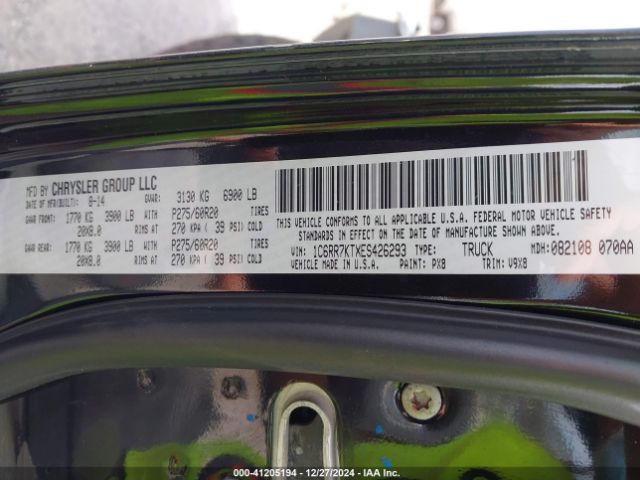 MFD BY CHRYSLER GROUP LLC
DATE OF MFR(BUILT): 8-14 GVWR: 3130 KG 6900 LB
GAWR FRONT: 1770 KG 3900 LB WITH P275/60R20 TIRES
20X8.0 RIMS AT 270 KPA ( 39 PSI) COLD
GAWR REAR: 1770 KG 3900 LB WITH P275/60R20 TIRES
20X8.0 RIMS AT 270 KPA ( 39 PSI) COLD
THIS VEHICLE CONFORMS TO ALL APPLICABLE U.S.A. FEDERAL MOTOR VEHICLE SAFETY
STANDARDS IN EFFECT ON THE DATE OF MANUFACTURE SHOWN ABOVE.
VIN: 1C6RR7KTXES426293 TYPE: TRUCK MDH:082108 070AA
MADE IN U.S.A. PAINT: PX8 TRIM: V9X8
000-41205194 - 12/27/2024 - IAA Inc.